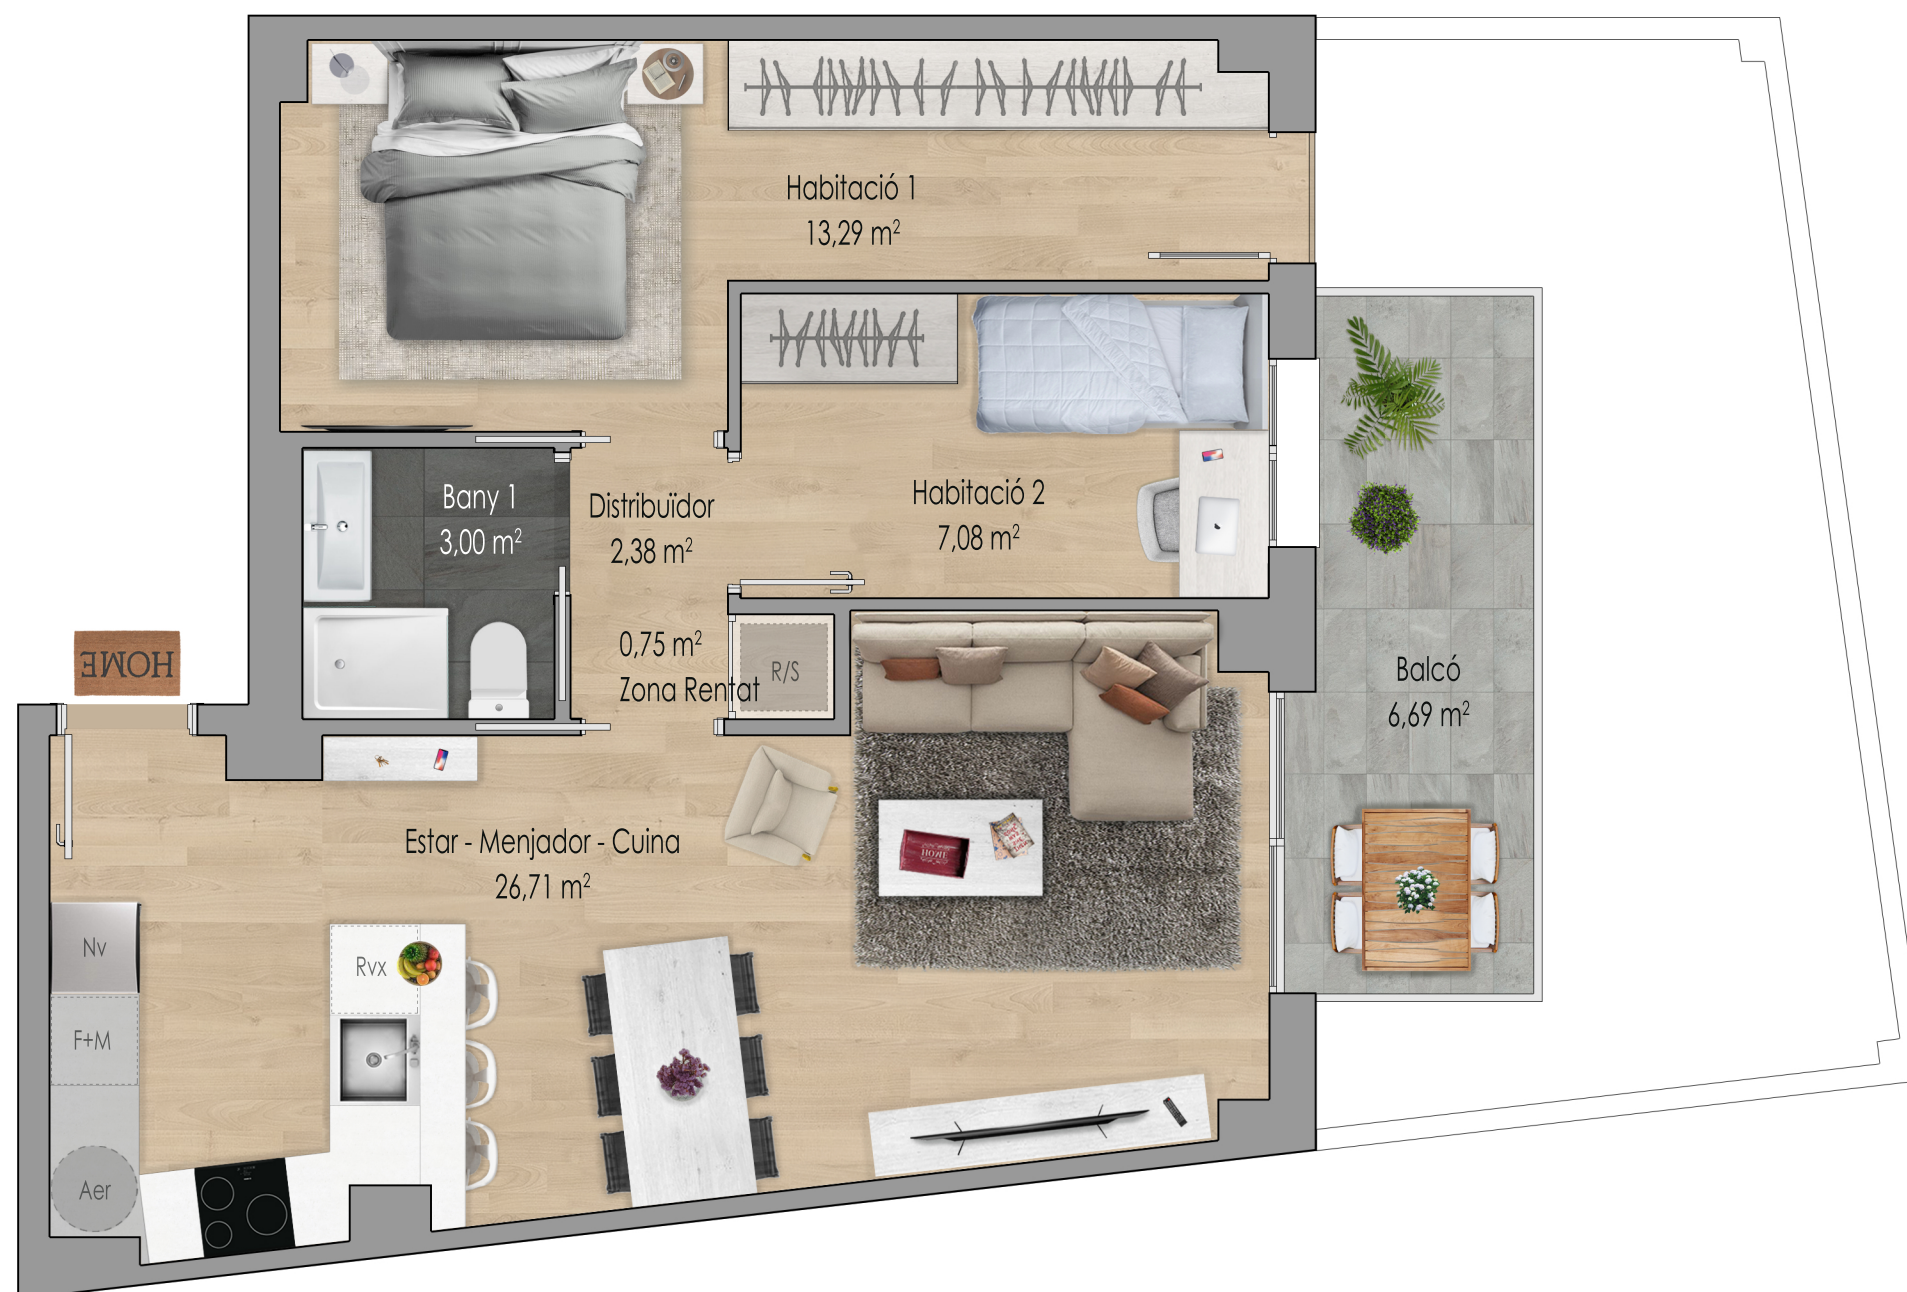 Habitació 1
13,29 m²
Bany 1
3,00 m²
Distribuïdor
2,38 m²
Habitació 2
7,08 m²
0,75 m²
Zona Rentat
R/S
HOME
Balcó
6,69 m²
Estar - Menjador - Cuina
26,71 m²
HOME
Nv
Rvx
F+M
Aer